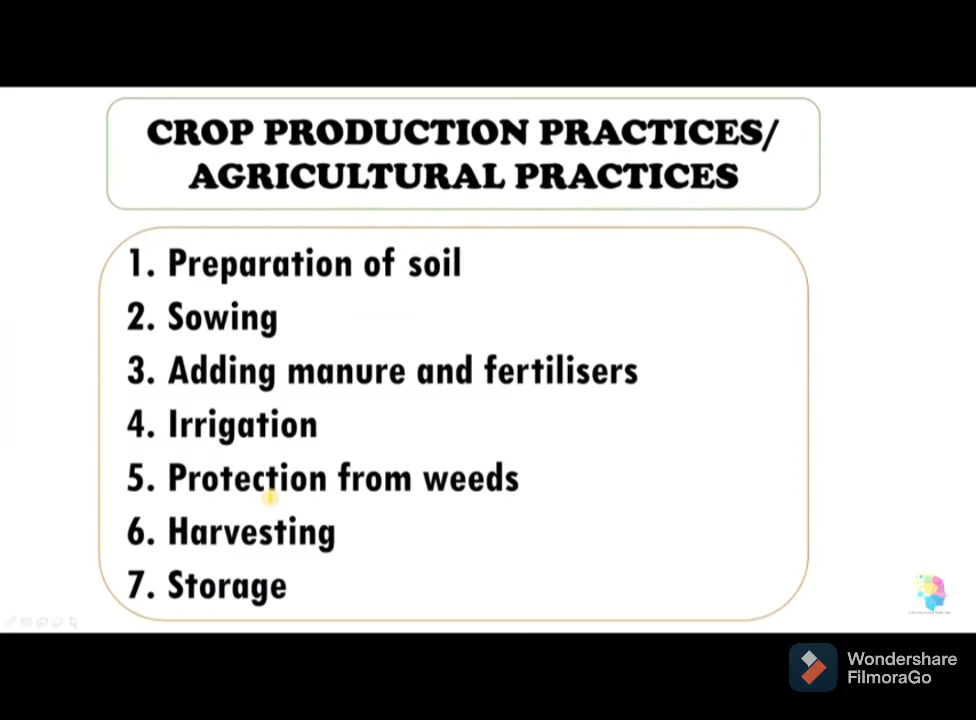 CROP PRODUCTION PRACTICES/
AGRICULTURAL PRACTICES
1. Preparation of soil
2. Sowing
3. Adding manure and fertilisers
4. Irrigation
5. Protection from weeds
6. Harvesting
7. Storage
Wondershare
FilmoraGo